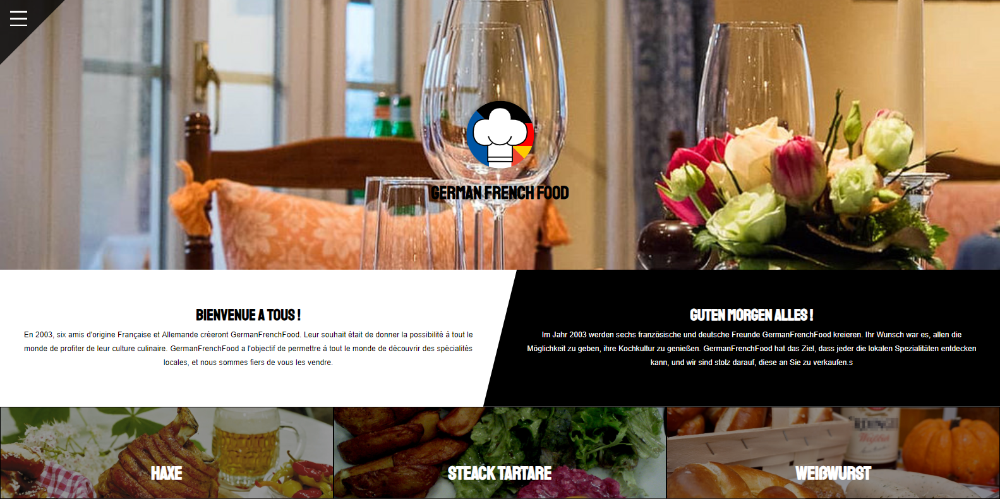 GERMAN FRENCH FOOD
BIENVENUE A TOUS !
En 2003, six amis d'origine Française et Allemande créeront GermanFrenchFood. Leur souhait était de donner la possibilité à tout le
monde de profiter de leur culture culinaire. GermanFrenchFood a l'objectif de permettre à tout le monde de découvrir des spécialités
locales, et nous sommes fiers de vous les vendre.
GUTEN MORGEN ALLES !
Im Jahr 2003 werden sechs französische und deutsche Freunde GermanFrenchFood kreieren. Ihr Wunsch war es, allen die
Möglichkeit zu geben, ihre Kochkultur zu genießen. GermanFrenchFood hat das Ziel, dass jeder die lokalen Spezialitäten entdecken
kann, und wir sind stolz darauf, diese an Sie zu verkaufen.s
HAXE
STEACK TARTARE
WEIßWURST